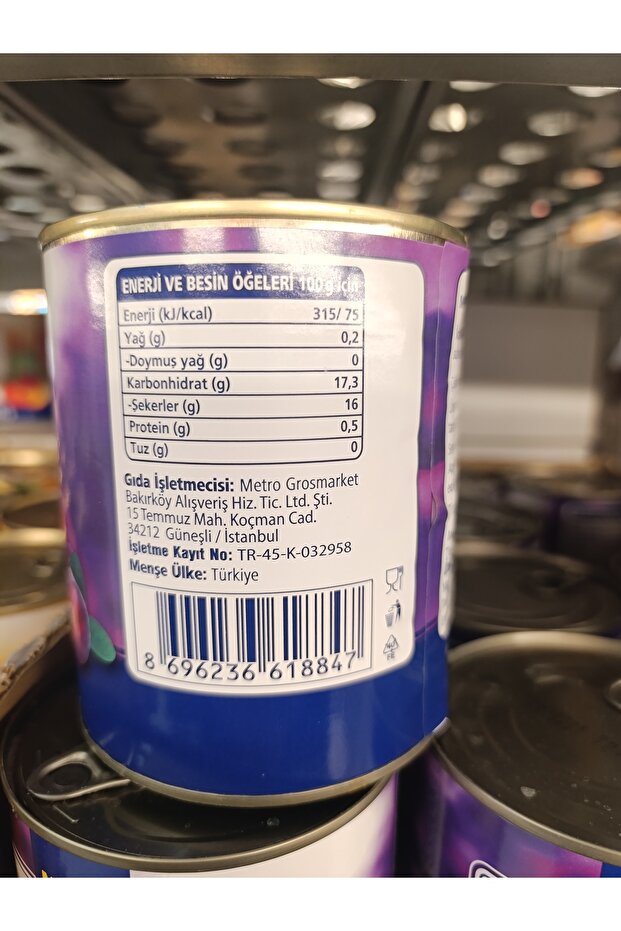 ENERJİ VE BESİN ÖĞELERİ 100 g için
Enerji (kJ/kcal) 315/ 75
Yağ (g) 0,2
-Doymuş yağ (g) 0
Karbonhidrat (g) 17,3
-Şekerler (g) 16
Protein (g) 0,5
Tuz (g) 0
Gıda İşletmecisi: Metro Grosmarket
Bakırköy Alışveriş Hiz. Tic. Ltd. Şti.
15 Temmuz Mah. Koçman Cad.
34212 Güneşli / İstanbul
İşletme Kayıt No: TR-45-K-032958
Menşe Ülke: Türkiye
8 696236 618847